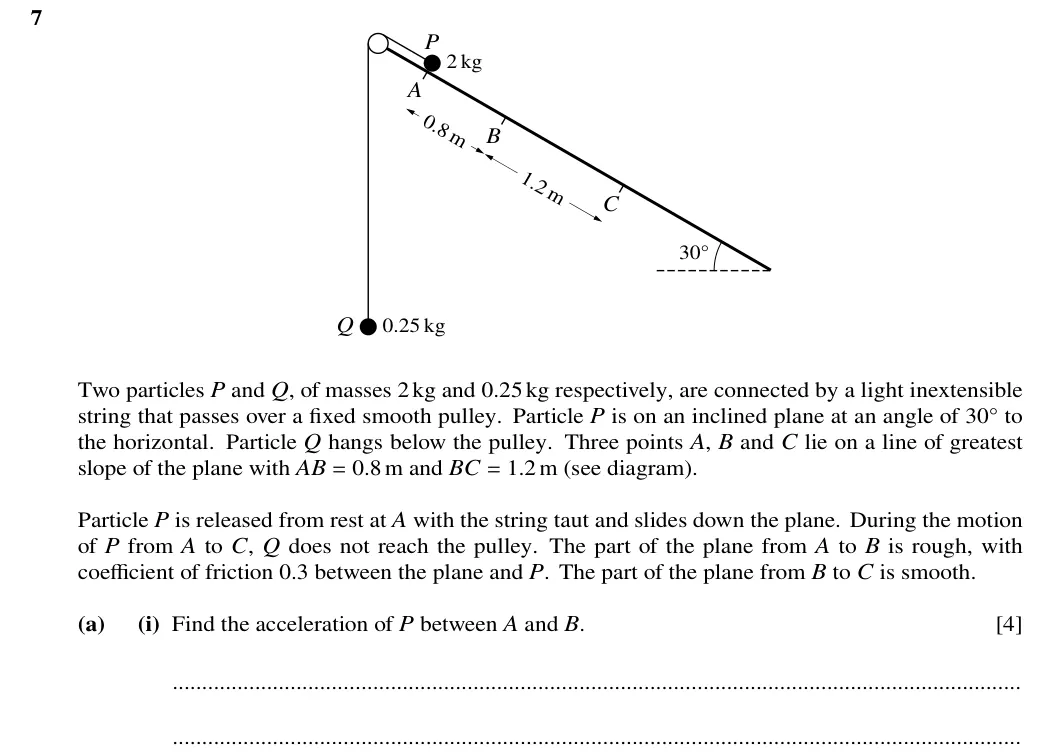 7
P
2 kg
A
0.8 m
B
1.2 m
C
30°
Q
0.25 kg
Two particles P and Q, of masses 2 kg and 0.25 kg respectively, are connected by a light inextensible
string that passes over a fixed smooth pulley. Particle P is on an inclined plane at an angle of 30° to
the horizontal. Particle Q hangs below the pulley. Three points A, B and C lie on a line of greatest
slope of the plane with AB = 0.8 m and BC = 1.2 m (see diagram).
Particle P is released from rest at A with the string taut and slides down the plane. During the motion
of P from A to C, Q does not reach the pulley. The part of the plane from A to B is rough, with
coefficient of friction 0.3 between the plane and P. The part of the plane from B to C is smooth.
(a) (i) Find the acceleration of P between A and B. [4]